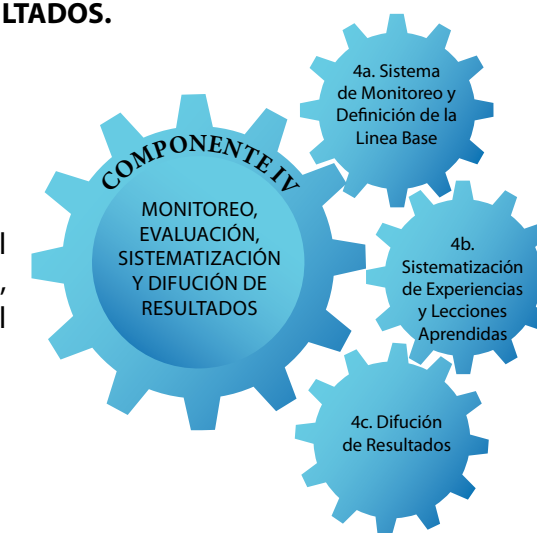 LTADOS.
COMPONENTE IV
MONITOREO,
EVALUACIÓN,
SISTEMATIZACIÓN
Y DIFUCIÓN DE
RESULTADOS
l
,
l
4a. Sistema
de Monitoreo y
Definición de la
Linea Base
4b.
Sistematización
de Experiencias
y Lecciones
Aprendidas
4c. Difución
de Resultados